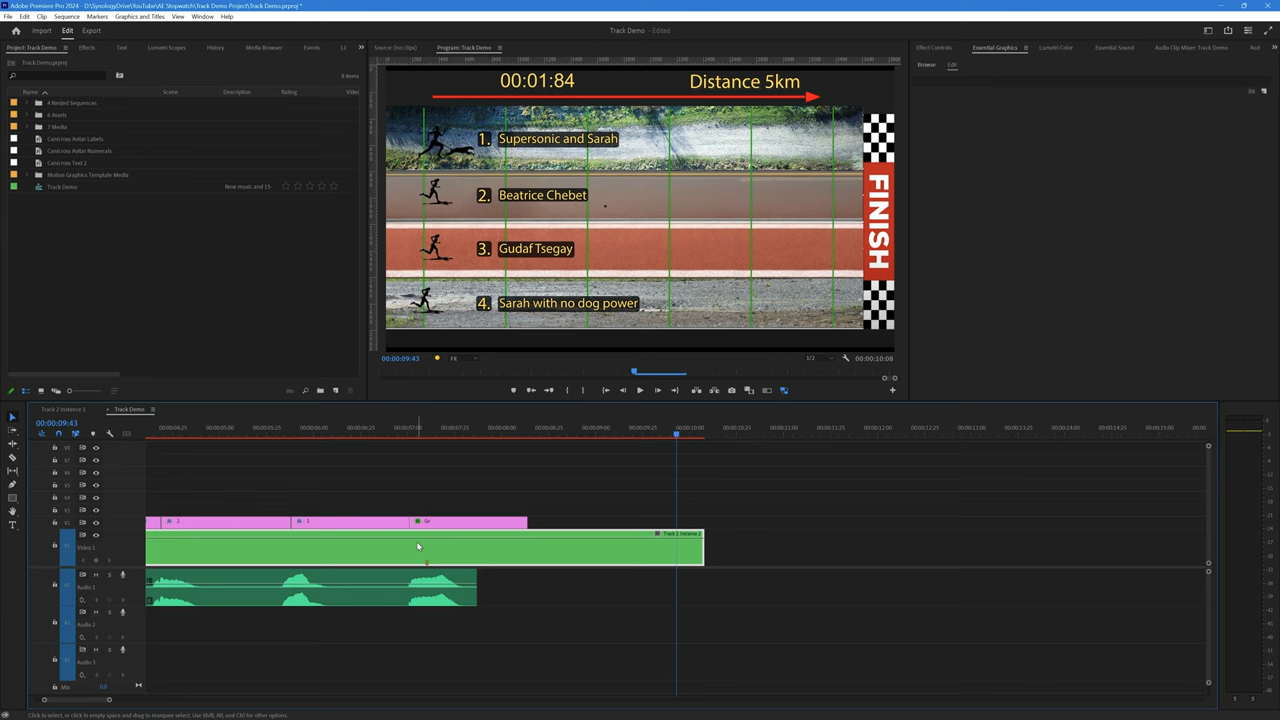 Adobe Premiere Pro 2024 - D:\SynologyDrive\YouTube\AE Stopwatch\Track Demo Project\Track Demo.prproj *
File Edit Clip Sequence Markers Graphics and Titles View Window Help
Import Edit Export
Track Demo - Edited
Project: Track Demo Effects Text Lumetri Scopes History Media Browser Events
Source: (no clips) Program: Track Demo
Effect Controls Essential Graphics Lumetri Color Essential Sound Audio Clip Mixer: Track Demo Aud
Browse Edit
Track Demo.prproj
8 items
Name Scene Description Rating Video
4 Nested Sequences
6 Assets
7 Media
Canicross Avitar Labels
Canicross Avitar Numerals
Canicross Text 2
Motion Graphics Template Media
Track Demo New music and 15-
00:01:84 Distance 5km
1. Supersonic and Sarah
2. Beatrice Chebet
3. Gudaf Tsegay
4. Sarah with no dog power
FINISH
00:00:09:43 Fit 1/2 00:00:10:08
Track 2 Instance 1 Track Demo
00:00:09:43
00:00:04:25 00:00:05:00 00:00:05:25 00:00:06:00 00:00:06:25 00:00:07:00 00:00:07:25 00:00:08:00 00:00:08:25 00:00:09:00 00:00:09:25 00:00:10:00 00:00:10:25 00:00:11:00 00:00:11:25 00:00:12:00 00:00:12:25 00:00:13:00 00:00:13:25 00:00:14:00 00:00:14:25 00:00:15:00 00:00
V8
V7
V6
V5
V4
V3
V2 2 1 Go
Video 1
Audio 1 M S
Audio 2 M S
Audio 3 M S
Mix 0.0
Click to select, or click in empty space and drag to marquee select. Use Shift, Alt, and Ctrl for other options.